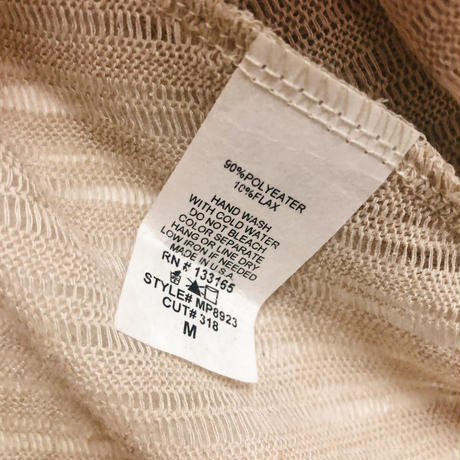 90%POLYEATER
10%FLAX
HAND WASH
WITH COLD WATER
DO NOT BLEACH
COLOR SEPARATE
HANG OR LINE DRY
LOW IRON IF NEEDED
MADE IN U.S.A.
RN # 133165
STYLE# MP8923
CUT# 318
M